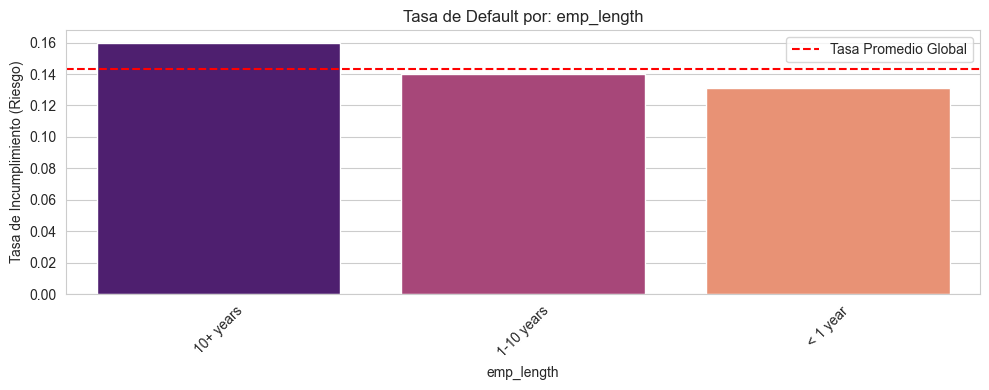 Tasa de Default por: emp_length
Tasa Promedio Global
Tasa de Incumplimiento (Riesgo)
0.16
0.14
0.12
0.10
0.08
0.06
0.04
0.02
0.00
10+ years
1-10 years
< 1 year
emp_length